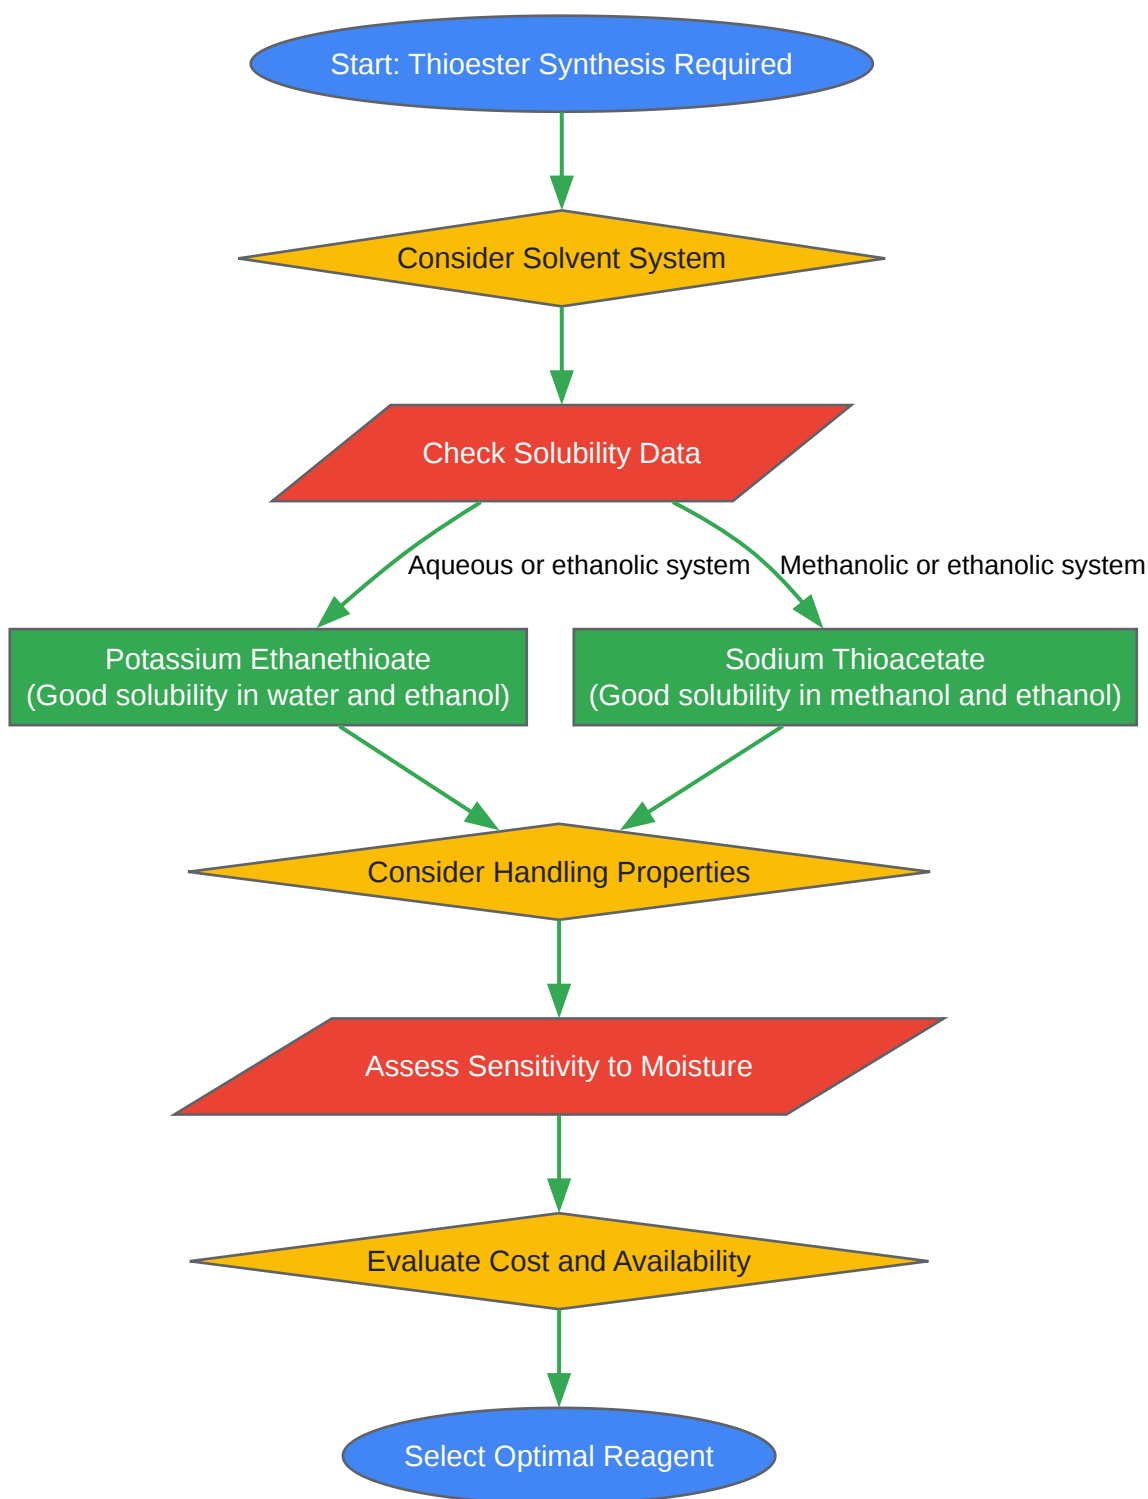 Start: Thioester Synthesis Required
Consider Solvent System
Check Solubility Data
Aqueous or ethanolic system
Methanolic or ethanolic system
Potassium Ethanethioate
(Good solubility in water and ethanol)
Sodium Thioacetate
(Good solubility in methanol and ethanol)
Consider Handling Properties
Assess Sensitivity to Moisture
Evaluate Cost and Availability
Select Optimal Reagent